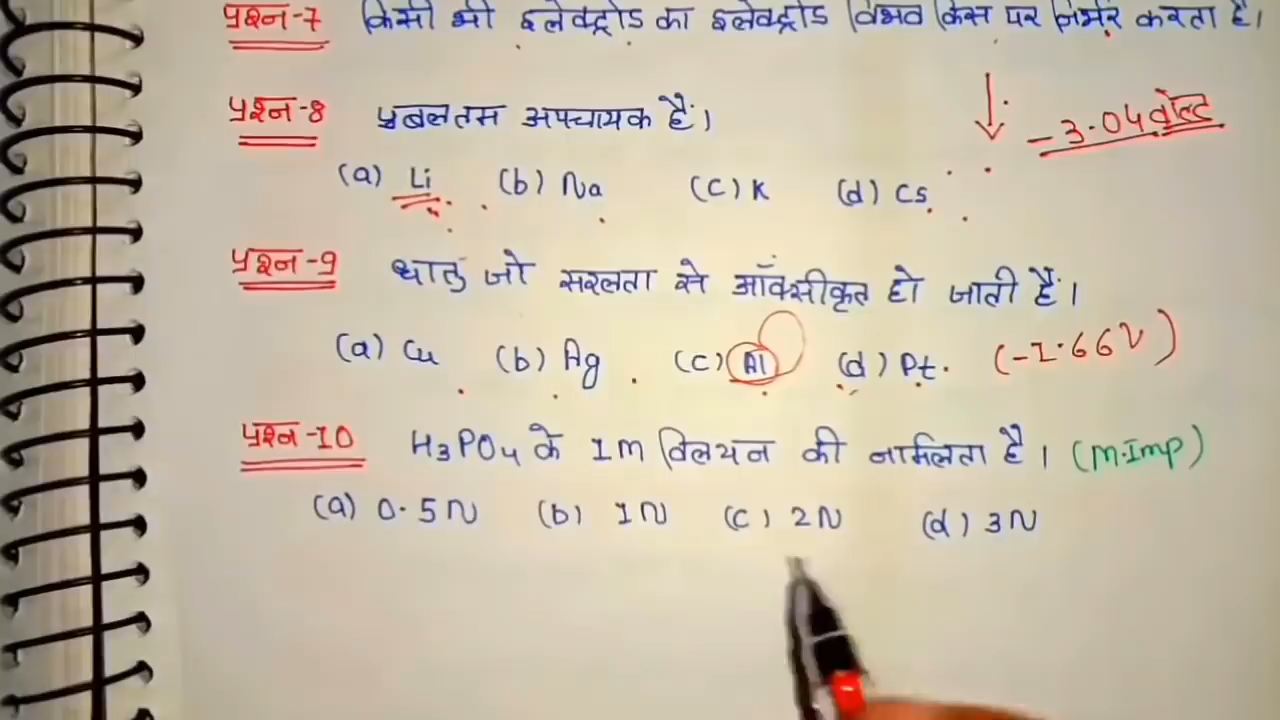 प्रश्न-7 किसी भी इलेक्ट्रोड का इलेक्ट्रोड विभव किस पर निर्भर करता है।
प्रश्न-8 प्रबलतम अपचायक है।
- 3.04 वोल्ट
(a) Li (b) Na (C) K (d) Cs
प्रश्न-9 धातु जो सरलता से ऑक्सीकृत हो जाती है।
(a) Cu (b) Ag (C) Al (d) Pt. (-1.66V)
प्रश्न-10 H₃PO₄ के 1M विलयन की नार्मलता है। (M.Imp)
(a) 0.5N (b) 1N (C) 2N (d) 3N